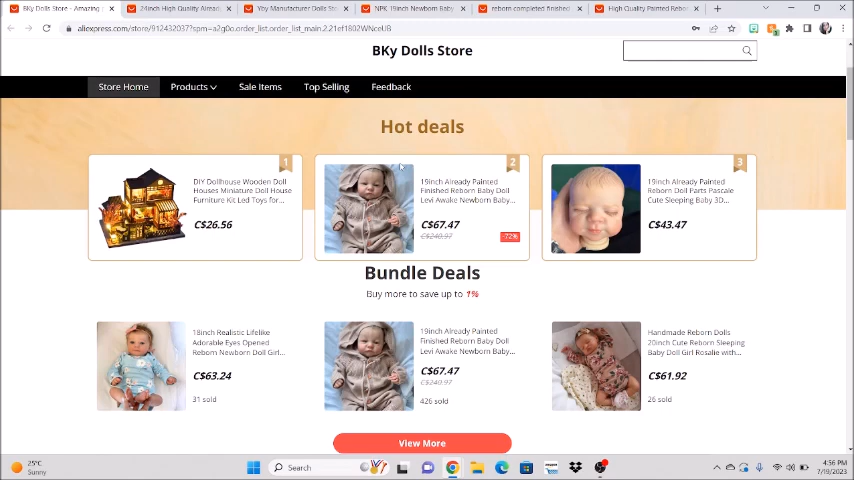 BKy Dolls Store - Amazing
24inch High Quality Already
Yby Manufacturer Dolls Store
NPK 19inch Newborn Baby
reborn completed finished
High Quality Painted Rebor
aliexpress.com/store/912432037?spm=a2g0o.order_list.order_list_main.2.21ef1802WNceUB
BKy Dolls Store
Store Home
Products
Sale Items
Top Selling
Feedback
Hot deals
1
DIY Dollhouse Wooden Doll
Houses Miniature Doll House
Furniture Kit Led Toys for...
C$26.56
2
19inch Already Painted
Finished Reborn Baby Doll
Levi Awake Newborn Baby...
C$67.47
C$240.97
-72%
3
19inch Already Painted
Reborn Doll Parts Pascale
Cute Sleeping Baby 3D...
C$43.47
Bundle Deals
Buy more to save up to 1%
18inch Realistic Lifelike
Adorable Eyes Opened
Reborn Newborn Doll Girl...
C$63.24
31 sold
19inch Already Painted
Finished Reborn Baby Doll
Levi Awake Newborn Baby...
C$67.47
C$240.97
426 sold
Handmade Reborn Dolls
20inch Cute Reborn Sleeping
Baby Doll Girl Rosalie with...
C$61.92
26 sold
View More
25°C
Sunny
Search
4:56 PM
7/19/2023